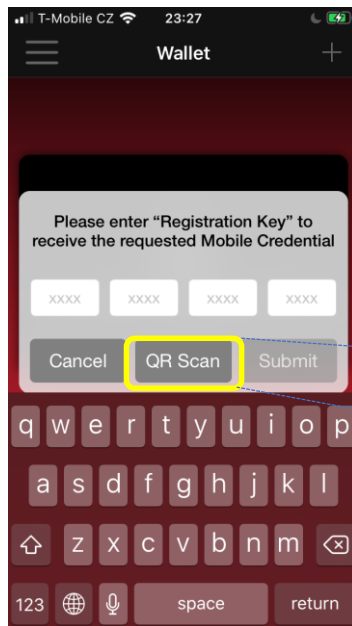 T-Mobile CZ 23:27
Wallet
Please enter “Registration Key” to
receive the requested Mobile Credential
xxxx xxxx xxxx xxxx
Cancel QR Scan Submit
q w e r t y u i o p
a s d f g h j k l
z x c v b n m
123 space return